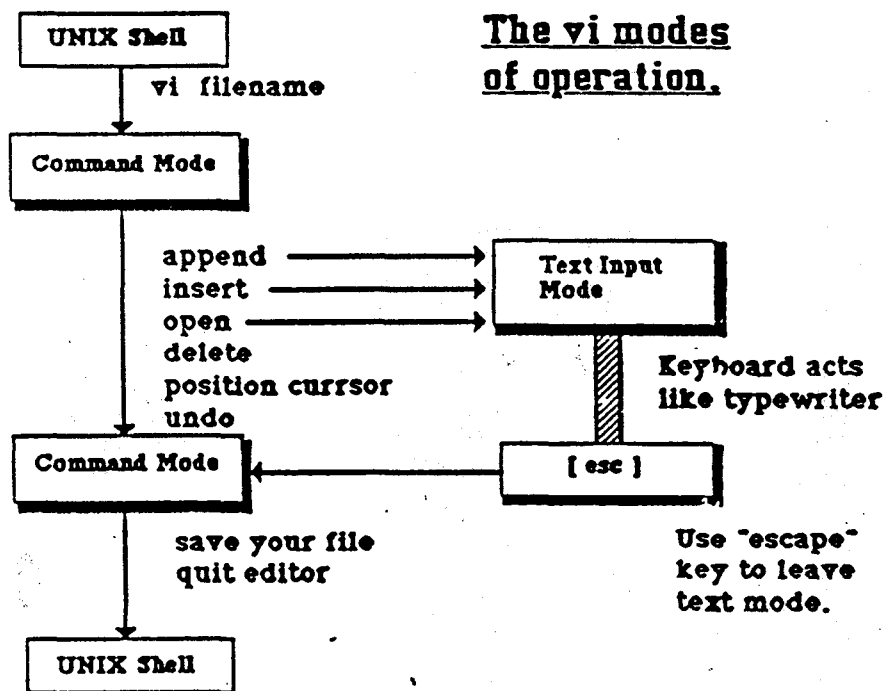 The vi modes
of operation.
UNIX Shell
vi filename
Command Mode
append
insert
open
delete
position currsor
undo
Text Input
Mode
Keyboard acts
like typewriter
Command Mode
[ esc ]
save your file
quit editor
Use "escape"
key to leave
text mode.
UNIX Shell